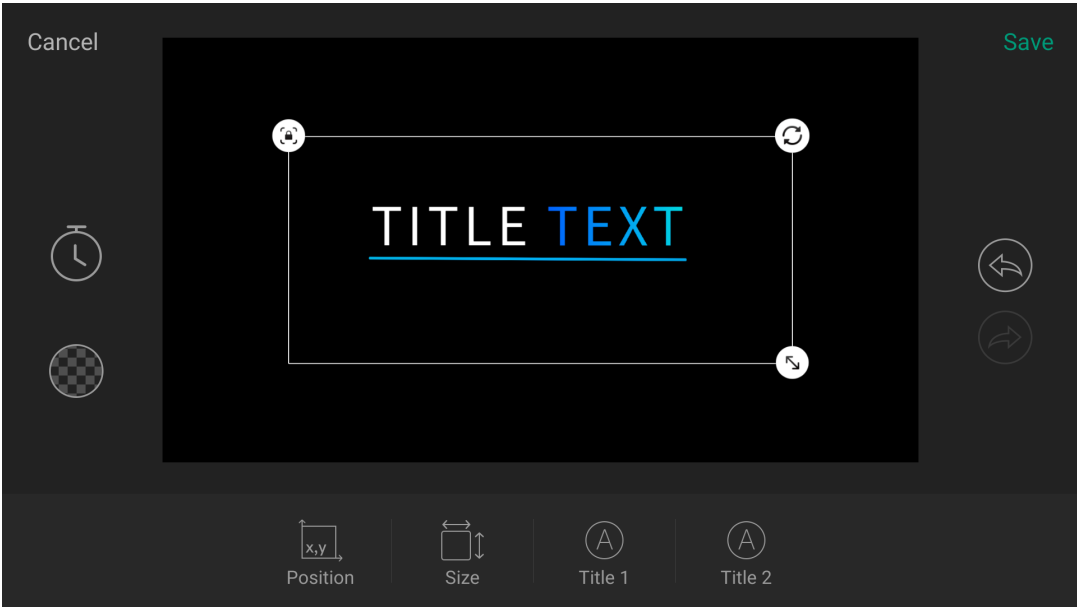 Cancel
Save
TITLE TEXT
x,y
A
A
Position
Size
Title 1
Title 2